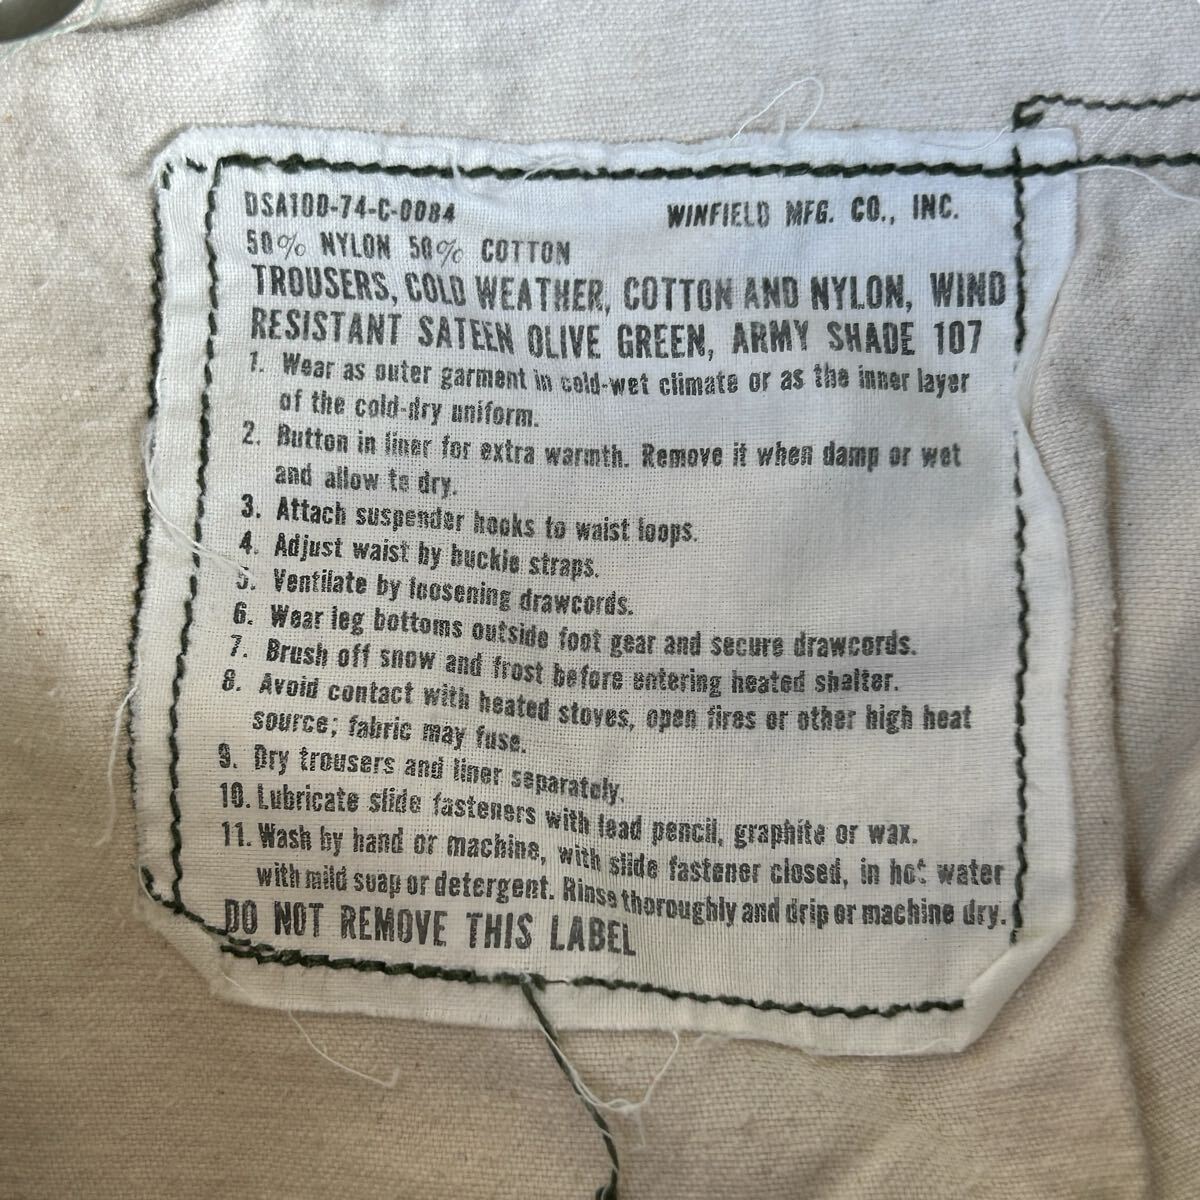 DSA100-74-C-0084 WINFIELD MFG. CO., INC.
50% NYLON 50% COTTON
TROUSERS, COLD WEATHER, COTTON AND NYLON, WIND
RESISTANT SATEEN OLIVE GREEN, ARMY SHADE 107
1. Wear as outer garment in cold-wet climate or as the inner layer
of the cold-dry uniform.
2. Button in liner for extra warmth. Remove it when damp or wet
and allow to dry.
3. Attach suspender hooks to waist loops.
4. Adjust waist by buckle straps.
5. Ventilate by loosening drawcords.
6. Wear leg bottoms outside foot gear and secure drawcords.
7. Brush off snow and frost before entering heated shelter.
8. Avoid contact with heated stoves, open fires or other high heat
source; fabric may fuse.
9. Dry trousers and liner separately.
10. Lubricate slide fasteners with lead pencil, graphite or wax.
11. Wash by hand or machine, with slide fastener closed, in hot water
with mild soap or detergent. Rinse thoroughly and drip or machine dry.
DO NOT REMOVE THIS LABEL